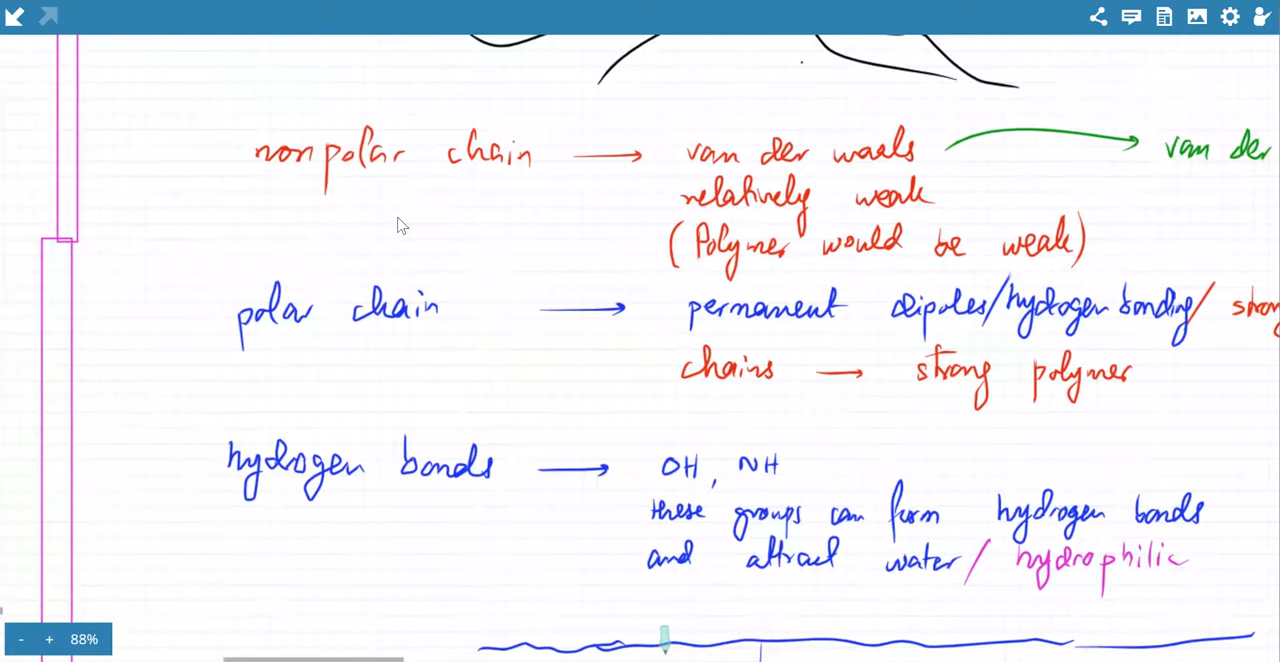 nonpolar chain → van der waals → van der
relatively weak
(Polymer would be weak)
polar chain → permanent dipoles/hydrogen bonding/
chains → strong polymer
hydrogen bonds → OH, NH
these groups can form hydrogen bonds
and attract water/hydrophilic
- + 88%